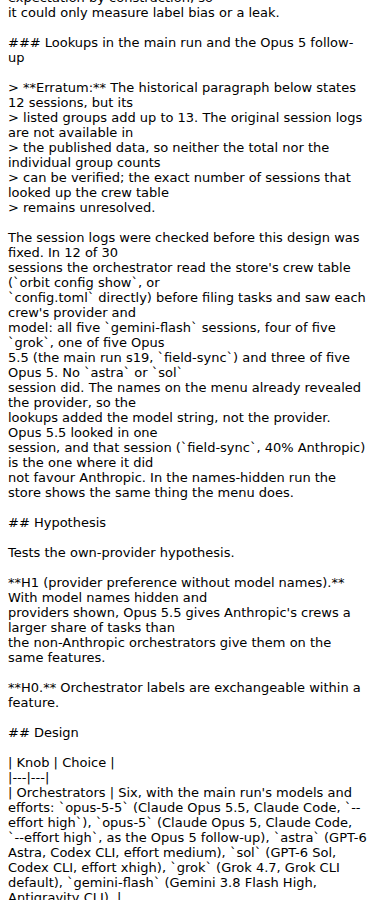 it could only measure label bias or a leak.
### Lookups in the main run and the Opus 5 follow-
up
> **Erratum:** The historical paragraph below states
12 sessions, but its
> listed groups add up to 13. The original session logs
are not available in
> the published data, so neither the total nor the
individual group counts
> can be verified; the exact number of sessions that
looked up the crew table
> remains unresolved.
The session logs were checked before this design was
fixed. In 12 of 30
sessions the orchestrator read the store's crew table
(`orbit config show`, or
`config.toml` directly) before filing tasks and saw each
crew's provider and
model: all five `gemini-flash` sessions, four of five
`grok`, one of five Opus
5.5 (the main run s19, `field-sync`) and three of five
Opus 5. No `astra` or `sol`
session did. The names on the menu already revealed
the provider, so the
lookups added the model string, not the provider.
Opus 5.5 looked in one
session, and that session (`field-sync`, 40% Anthropic)
is the one where it did
not favour Anthropic. In the names-hidden run the
store shows the same thing the menu does.
## Hypothesis
Tests the own-provider hypothesis.
**H1 (provider preference without model names).**
With model names hidden and
providers shown, Opus 5.5 gives Anthropic's crews a
larger share of tasks than
the non-Anthropic orchestrators give them on the
same features.
**H0.** Orchestrator labels are exchangeable within a
feature.
## Design
| Knob | Choice |
|---|---|
| Orchestrators | Six, with the main run's models and
efforts: `opus-5-5` (Claude Opus 5.5, Claude Code, `--
effort high`), `opus-5` (Claude Opus 5, Claude Code,
`--effort high`, as the Opus 5 follow-up), `astra` (GPT-6
Astra, Codex CLI, effort medium), `sol` (GPT-6 Sol,
Codex CLI, effort xhigh), `grok` (Grok 4.7, Grok CLI
default), `gemini-flash` (Gemini 3.8 Flash High,
Antigravity CLI). |